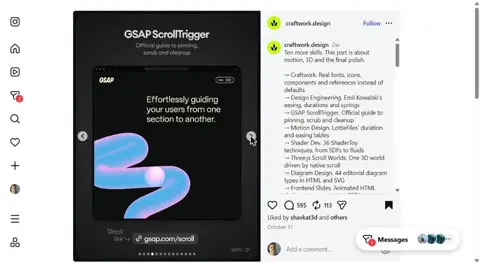 GSAP ScrollTrigger
Official guide to pinning,
scrub and cleanup
GSAP
Effortlessly guiding
your users from one
section to another.
Direct
link
gsap.com/scroll
craftwork.design
Follow
craftwork.design 2w
Ten more skills. This part is about
motion, 3D and the final polish.
→ Craftwork. Real fonts, icons,
components and references instead of
defaults
→ Design Engineering. Emil Kowalski's
easing, durations and springs
→ GSAP ScrollTrigger. Official guide to
pinning, scrub and cleanup
→ Motion Design. LottieFiles' duration
and easing tables
→ Shader Dev. 36 ShaderToy
techniques, from SDFs to fluids
→ Three.js Scroll Worlds. One 3D world
driven by native scroll
→ Diagram Design. 44 editorial diagram
types in HTML and SVG
→ Frontend Slides. Animated HTML
595
113
Liked by shavkat3d and others
October 31
Add a comment...
Messages